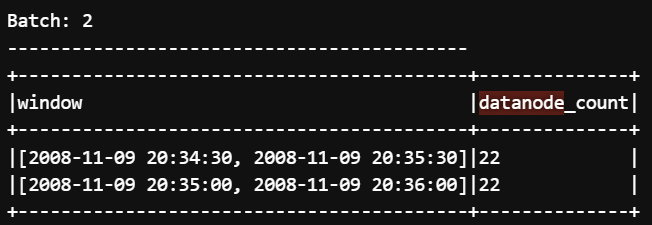 Batch: 2
-------------------------------------------
+------------------------------------------+--------------+
|window                                    |datanode_count|
+------------------------------------------+--------------+
|[2008-11-09 20:34:30, 2008-11-09 20:35:30]|22            |
|[2008-11-09 20:35:00, 2008-11-09 20:36:00]|22            |
+------------------------------------------+--------------+